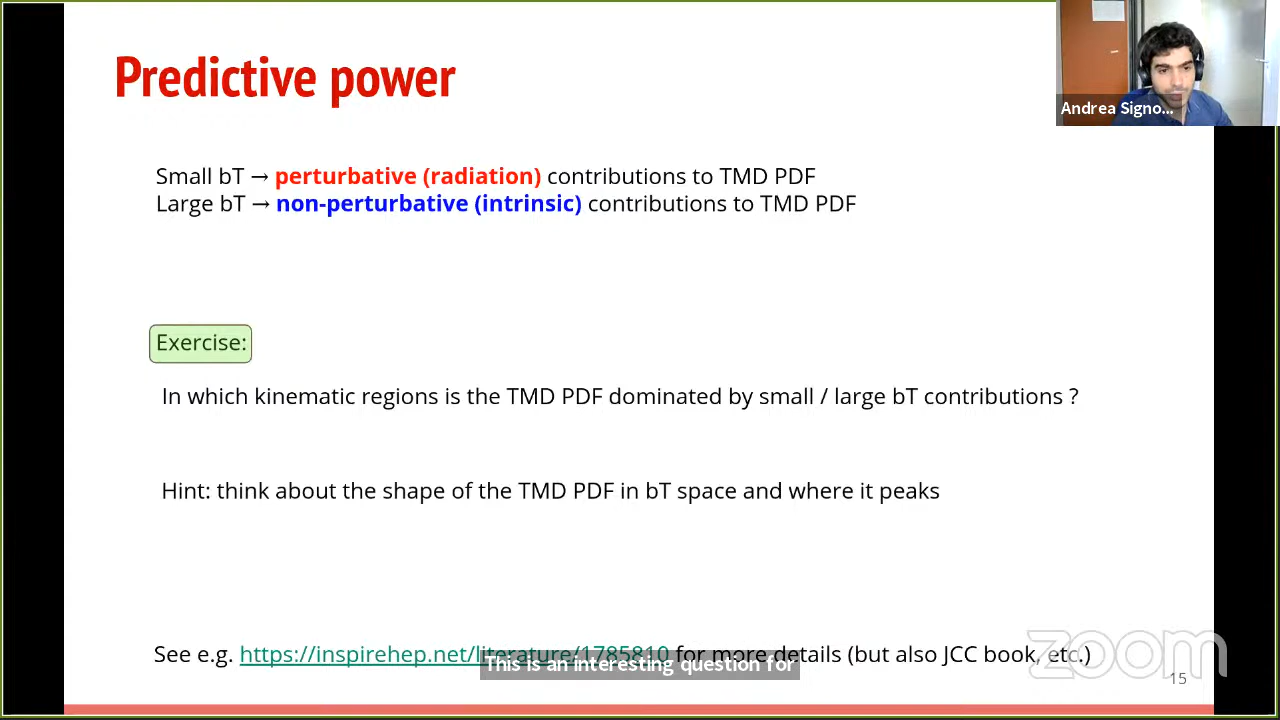 Predictive power
Andrea Signo...
Small bT → perturbative (radiation) contributions to TMD PDF
Large bT → non-perturbative (intrinsic) contributions to TMD PDF
Exercise:
In which kinematic regions is the TMD PDF dominated by small / large bT contributions ?
Hint: think about the shape of the TMD PDF in bT space and where it peaks
See e.g. https://inspirehep.net/literature/1785810 for more details (but also JCC book, etc.)
This is an interesting question for
zoom
15